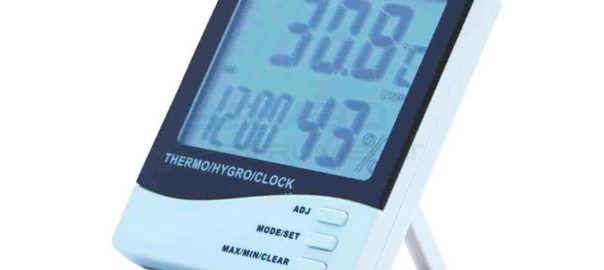 30.8
12:00 43%
THERMO/HYGRO/CLOCK
ADJ
MODE/SET
MAX/MIN/CLEAR